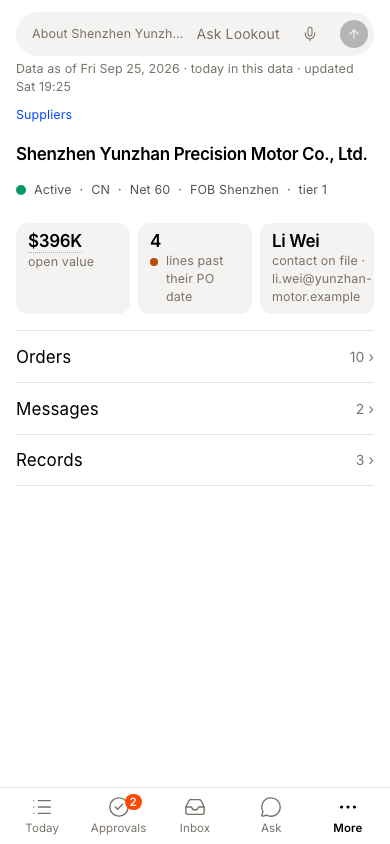 About Shenzhen Yunzh... Ask Lookout
Data as of Fri Sep 25, 2026 · today in this data · updated
Sat 19:25
Suppliers
Shenzhen Yunzhan Precision Motor Co., Ltd.
Active · CN · Net 60 · FOB Shenzhen · tier 1
$396K
open value
4
lines past
their PO
date
Li Wei
contact on file ·
li.wei@yunzhan-
motor.example
Orders 10 ›
Messages 2 ›
Records 3 ›
2
Today Approvals Inbox Ask More